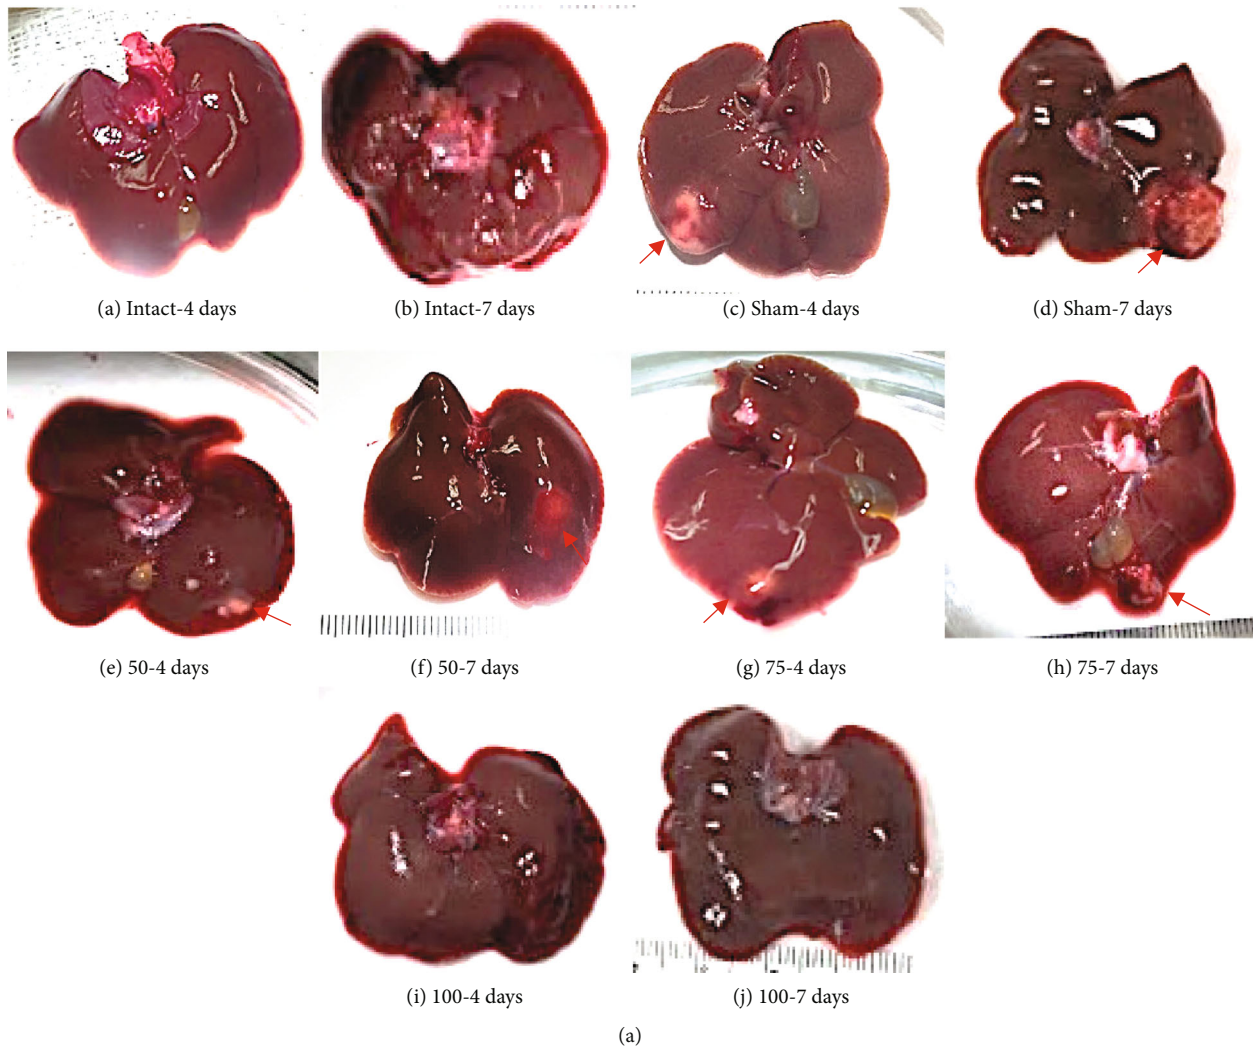 (a) Intact-4 days
(b) Intact-7 days
(c) Sham-4 days
(d) Sham-7 days
(e) 50-4 days
(f) 50-7 days
(g) 75-4 days
(h) 75-7 days
(i) 100-4 days
(j) 100-7 days
(a)